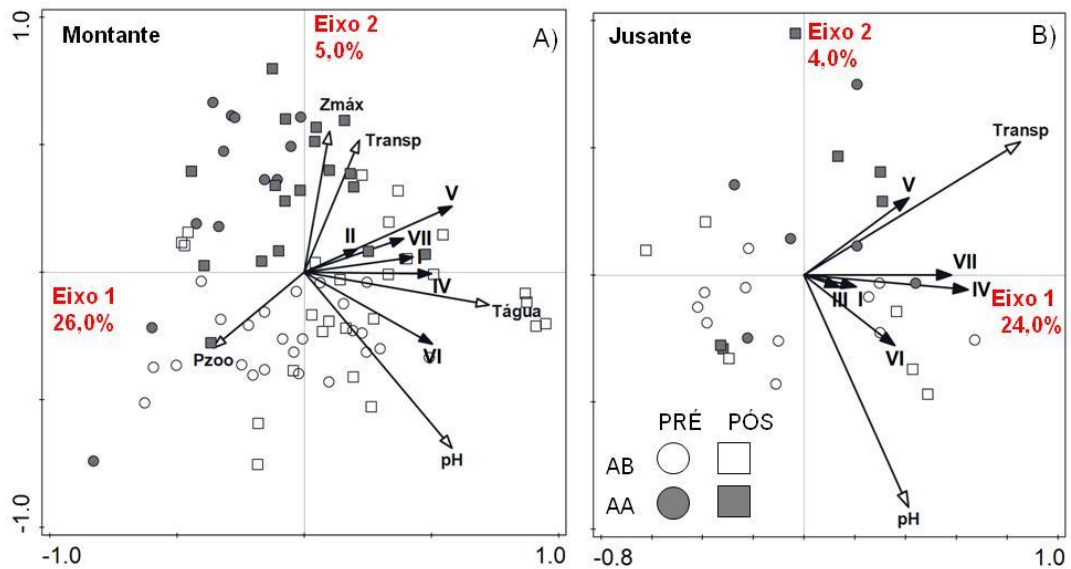 1.0
Montante
Eixo 2
5,0%
A)
Zmáx
Transp
V
II
VII
I
IV
Tágua
VI
Pzoo
pH
Eixo 1
26,0%
-1.0
-1.0
1.0
Jusante
Eixo 2
4,0%
B)
Transp
V
VII
IV
III
I
VI
Eixo 1
24,0%
PRÉ
PÓS
AB
AA
pH
-0.8
1.0